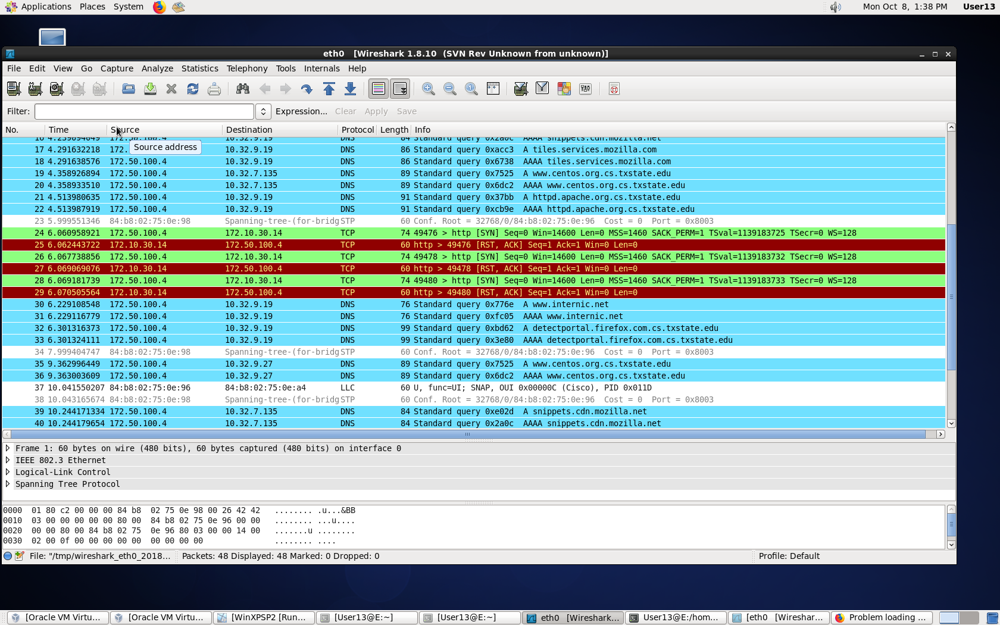 Applications Places System Mon Oct 8, 1:38 PM User13
eth0 [Wireshark 1.8.10 (SVN Rev Unknown from unknown)]
File Edit View Go Capture Analyze Statistics Telephony Tools Internals Help
Filter: Expression... Clear Apply Save
No. Time Source Destination Protocol Length Info
16 4.239094049 172.50.100.4 10.32.9.19 DNS 84 Standard query 0x2a0c AAAA snippets.cdn.mozilla.net
17 4.291632218 172. 10.32.9.19 DNS 86 Standard query 0xacc3 A tiles.services.mozilla.com
Source address
18 4.291638576 172.50.100.4 10.32.9.19 DNS 86 Standard query 0x6738 AAAA tiles.services.mozilla.com
19 4.358926894 172.50.100.4 10.32.7.135 DNS 89 Standard query 0x7525 A www.centos.org.cs.txstate.edu
20 4.358933510 172.50.100.4 10.32.7.135 DNS 89 Standard query 0x6dc2 AAAA www.centos.org.cs.txstate.edu
21 4.513980635 172.50.100.4 10.32.9.19 DNS 91 Standard query 0x37bb A httpd.apache.org.cs.txstate.edu
22 4.513987919 172.50.100.4 10.32.9.19 DNS 91 Standard query 0xcb9e AAAA httpd.apache.org.cs.txstate.edu
23 5.999551346 84:b8:02:75:0e:98 Spanning-tree-(for-bridg STP 60 Conf. Root = 32768/0/84:b8:02:75:0e:96 Cost = 0 Port = 0x8003
24 6.060958921 172.50.100.4 172.10.30.14 TCP 74 49476 > http [SYN] Seq=0 Win=14600 Len=0 MSS=1460 SACK_PERM=1 TSval=1139183725 TSecr=0 WS=128
25 6.062443722 172.10.30.14 172.50.100.4 TCP 60 http > 49476 [RST, ACK] Seq=1 Ack=1 Win=0 Len=0
26 6.067738856 172.50.100.4 172.10.30.14 TCP 74 49478 > http [SYN] Seq=0 Win=14600 Len=0 MSS=1460 SACK_PERM=1 TSval=1139183732 TSecr=0 WS=128
27 6.069069076 172.10.30.14 172.50.100.4 TCP 60 http > 49478 [RST, ACK] Seq=1 Ack=1 Win=0 Len=0
28 6.069181739 172.50.100.4 172.10.30.14 TCP 74 49480 > http [SYN] Seq=0 Win=14600 Len=0 MSS=1460 SACK_PERM=1 TSval=1139183733 TSecr=0 WS=128
29 6.070505564 172.10.30.14 172.50.100.4 TCP 60 http > 49480 [RST, ACK] Seq=1 Ack=1 Win=0 Len=0
30 6.229108548 172.50.100.4 10.32.9.19 DNS 76 Standard query 0x776e A www.internic.net
31 6.229116779 172.50.100.4 10.32.9.19 DNS 76 Standard query 0xfc05 AAAA www.internic.net
32 6.301316373 172.50.100.4 10.32.9.19 DNS 99 Standard query 0xbd62 A detectportal.firefox.com.cs.txstate.edu
33 6.301324111 172.50.100.4 10.32.9.19 DNS 99 Standard query 0x3e80 AAAA detectportal.firefox.com.cs.txstate.edu
34 7.999404747 84:b8:02:75:0e:98 Spanning-tree-(for-bridg STP 60 Conf. Root = 32768/0/84:b8:02:75:0e:96 Cost = 0 Port = 0x8003
35 9.362996449 172.50.100.4 10.32.9.27 DNS 89 Standard query 0x7525 A www.centos.org.cs.txstate.edu
36 9.363003609 172.50.100.4 10.32.9.27 DNS 89 Standard query 0x6dc2 AAAA www.centos.org.cs.txstate.edu
37 10.041550207 84:b8:02:75:0e:96 84:b8:02:75:0e:a4 LLC 60 U, func=UI; SNAP, OUI 0x00000C (Cisco), PID 0x011D
38 10.043165674 84:b8:02:75:0e:98 Spanning-tree-(for-bridg STP 60 Conf. Root = 32768/0/84:b8:02:75:0e:96 Cost = 0 Port = 0x8003
39 10.244171334 172.50.100.4 10.32.7.135 DNS 84 Standard query 0xe02d A snippets.cdn.mozilla.net
40 10.244179654 172.50.100.4 10.32.7.135 DNS 84 Standard query 0x2a0c AAAA snippets.cdn.mozilla.net
Frame 1: 60 bytes on wire (480 bits), 60 bytes captured (480 bits) on interface 0
IEEE 802.3 Ethernet
Logical-Link Control
Spanning Tree Protocol
0000 01 80 c2 00 00 00 84 b8 02 75 0e 98 00 26 42 42 ........ .u...&BB
0010 03 00 00 00 00 00 80 00 84 b8 02 75 0e 96 00 00 ........ ...u....
0020 00 00 80 00 84 b8 02 75 0e 96 80 03 00 00 14 00 .......u ........
0030 02 00 0f 00 00 00 00 00 00 00 00 00 ........ ....
File: "/tmp/wireshark_eth0_2018... Packets: 48 Displayed: 48 Marked: 0 Dropped: 0 Profile: Default
[Oracle VM Virtu... [Oracle VM Virtu... [WinXPSP2 [Run... [User13@E:~] [User13@E:~] eth0 [Wireshark... User13@E:/hom... [eth0 [Wireshar... Problem loading ...